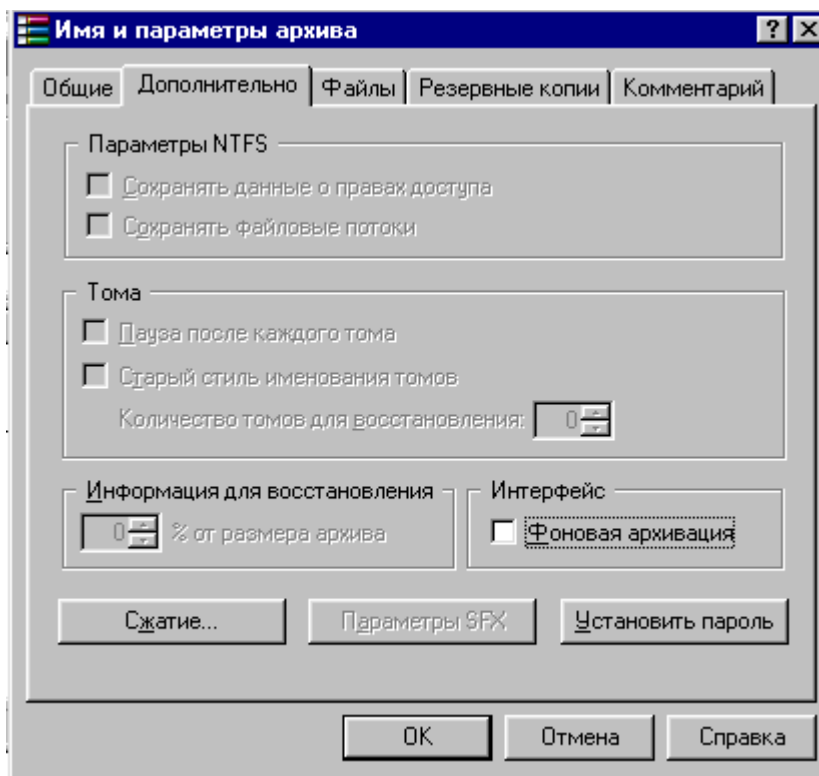 Имя и параметры архива
Общие Дополнительно Файлы Резервные копии Комментарий
Параметры NTFS
Сохранять данные о правах доступа
Сохранять файловые потоки
Тома
Пауза после каждого тома
Старый стиль именования томов
Количество томов для восстановления: 0
Информация для восстановления
0 % от размера архива
Интерфейс
Фоновая архивация
Сжатие... Параметры SFX Установить пароль
OK Отмена Справка